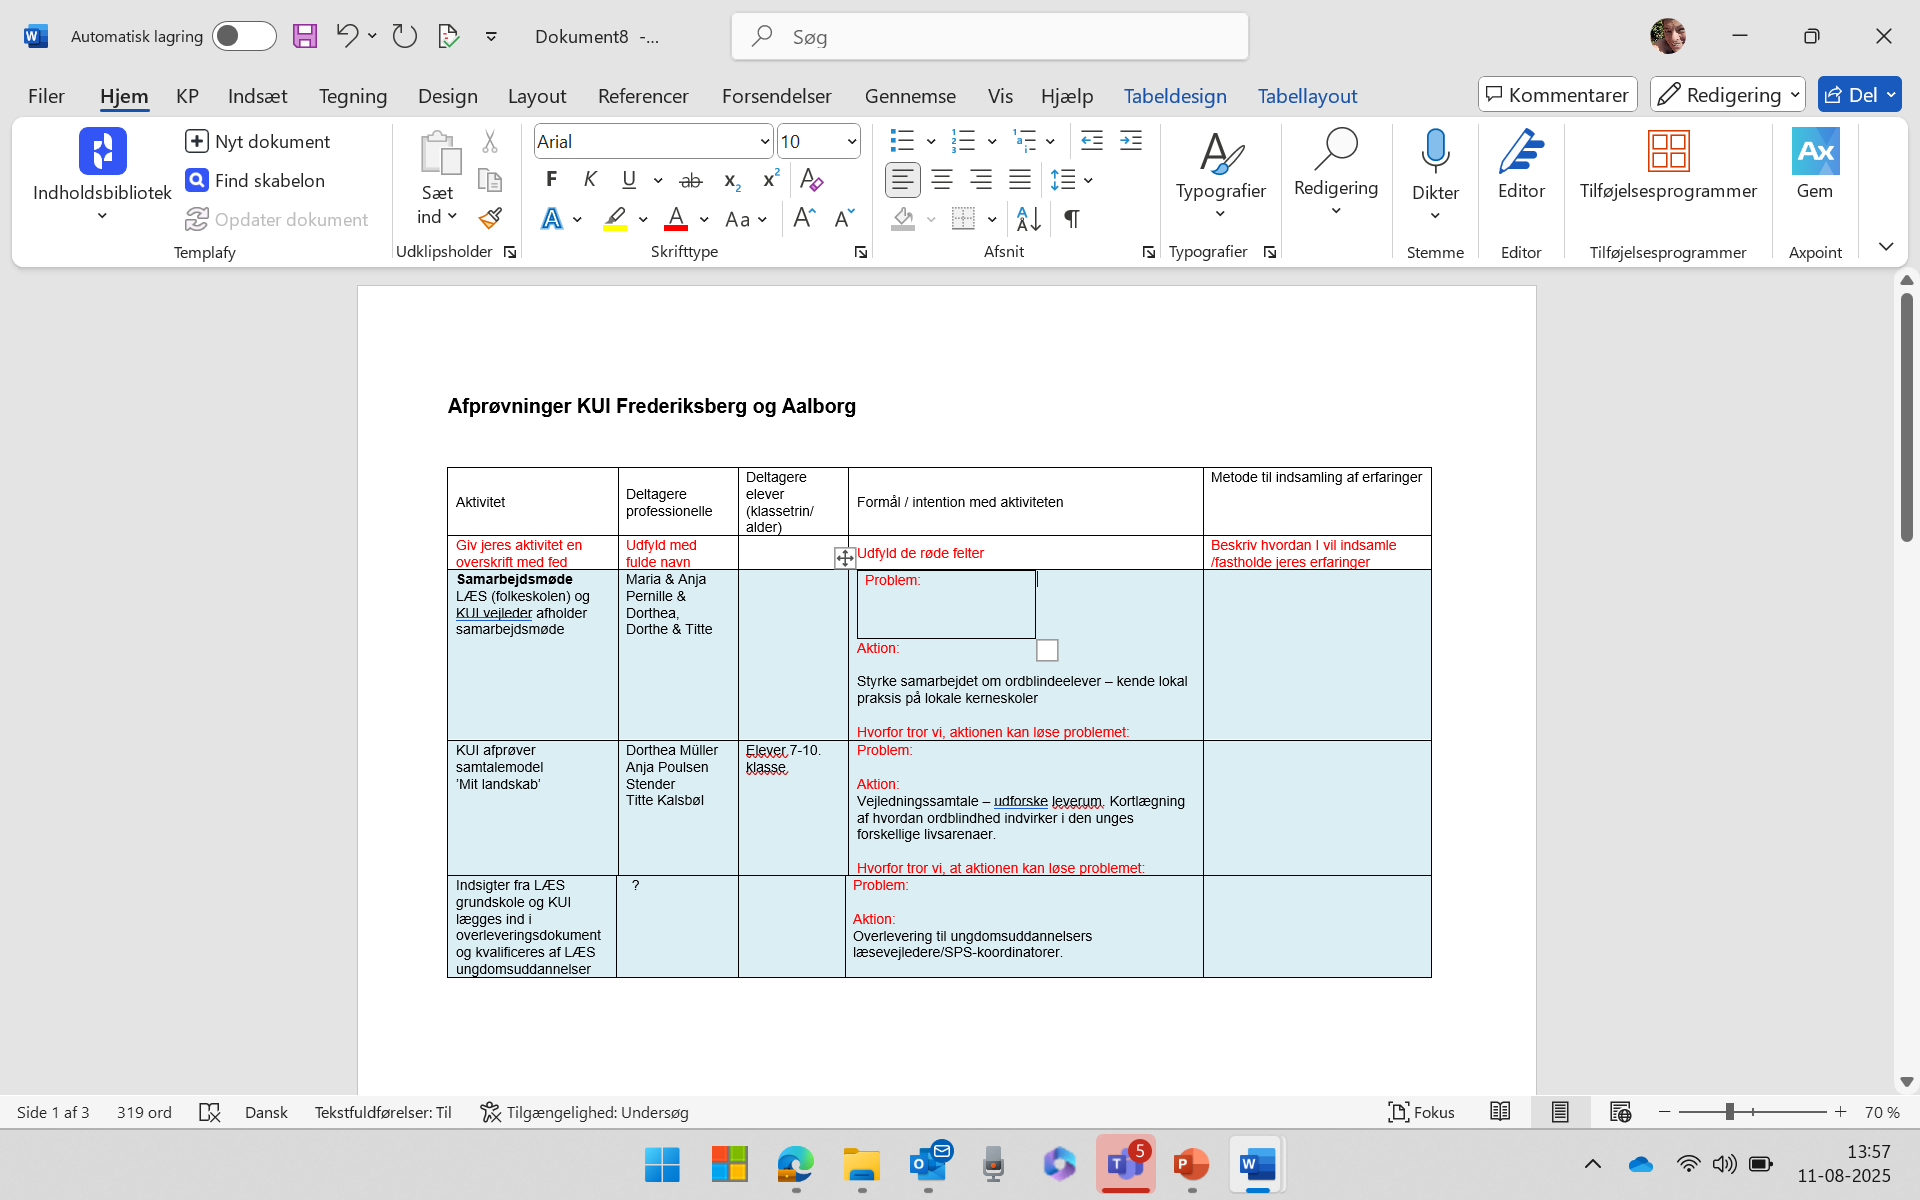 Automatisk lagring
Dokument8 -...
Søg
Filer
Hjem
KP
Indsæt
Tegning
Design
Layout
Referencer
Forsendelser
Gennemse
Vis
Hjælp
Tabeldesign
Tabellayout
Kommentarer
Redigering
Del
Indholdsbibliotek
Nyt dokument
Find skabelon
Opdater dokument
Templafy
Sæt
ind
Udklipsholder
Arial
10
F K U ab x₂ x²
Aa
Skrifttype
Afsnit
Typografier
Typografier
Redigering
Dikter
Stemme
Editor
Editor
Tilføjelsesprogrammer
Tilføjelsesprogrammer
Ax
Gem
Axpoint
Afprøvninger KUI Frederiksberg og Aalborg
Aktivitet
Deltagere
professionelle
Deltagere
elever
(klassetrin/
alder)
Formål / intention med aktiviteten
Metode til indsamling af erfaringer
Giv jeres aktivitet en
overskrift med fed
Udfyld med
fulde navn
Udfyld de røde felter
Beskriv hvordan I vil indsamle
/fastholde jeres erfaringer
Samarbejdsmøde
LÆS (folkeskolen) og
KUI vejleder afholder
samarbejdsmøde
Maria & Anja
Pernille &
Dorthea,
Dorthe & Titte
Problem:
Aktion:
Styrke samarbejdet om ordblindeelever – kende lokal
praksis på lokale kerneskoler
Hvorfor tror vi, aktionen kan løse problemet:
KUI afprøver
samtalemodel
’Mit landskab’
Dorthea Müller
Anja Poulsen
Stender
Titte Kalsbøl
Elever 7-10.
klasse
Problem:
Aktion:
Vejledningssamtale – udforske leverum. Kortlægning
af hvordan ordblindhed indvirker i den unges
forskellige livsarenaer.
Hvorfor tror vi, at aktionen kan løse problemet:
Indsigter fra LÆS
grundskole og KUI
lægges ind i
overleveringsdokument
og kvalificeres af LÆS
ungdomsuddannelser
?
Problem:
Aktion:
Overlevering til ungdomsuddannelsers
læsevejledere/SPS-koordinatorer.
Side 1 af 3
319 ord
Dansk
Tekstfuldførelser: Til
Tilgængelighed: Undersøg
Fokus
70 %
5
13:57
11-08-2025